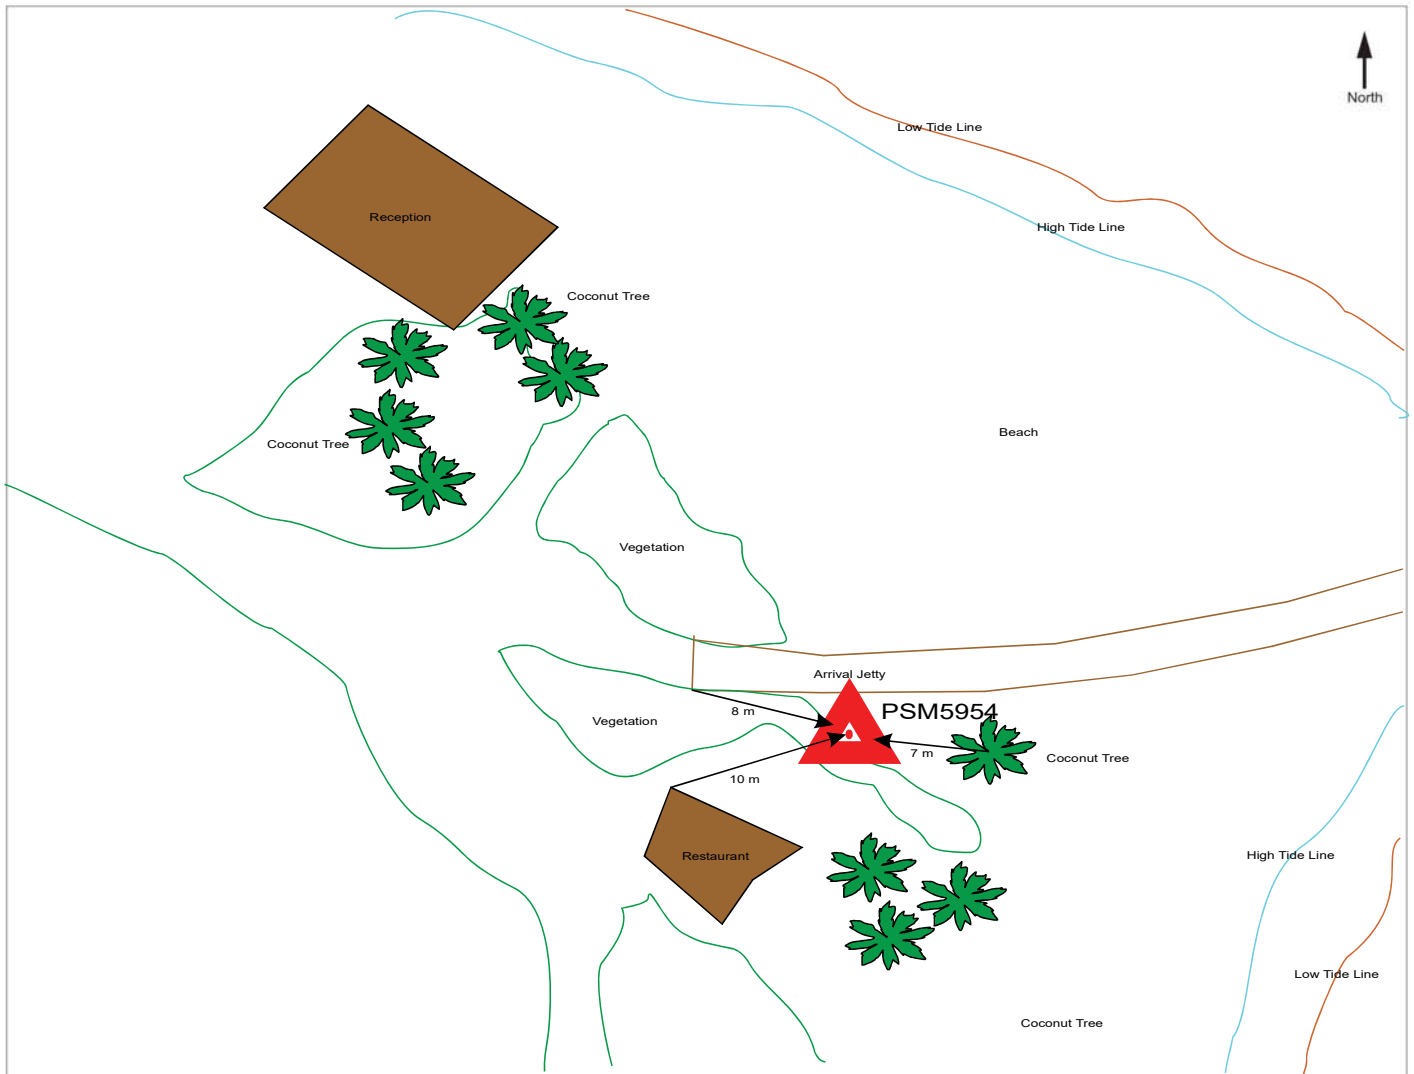 North
Low Tide Line
Reception
High Tide Line
Coconut Tree
Beach
Coconut Tree
Vegetation
Arrival Jetty
PSM5954
8 m
Vegetation
7 m
Coconut Tree
10 m
Restaurant
High Tide Line
Low Tide Line
Coconut Tree